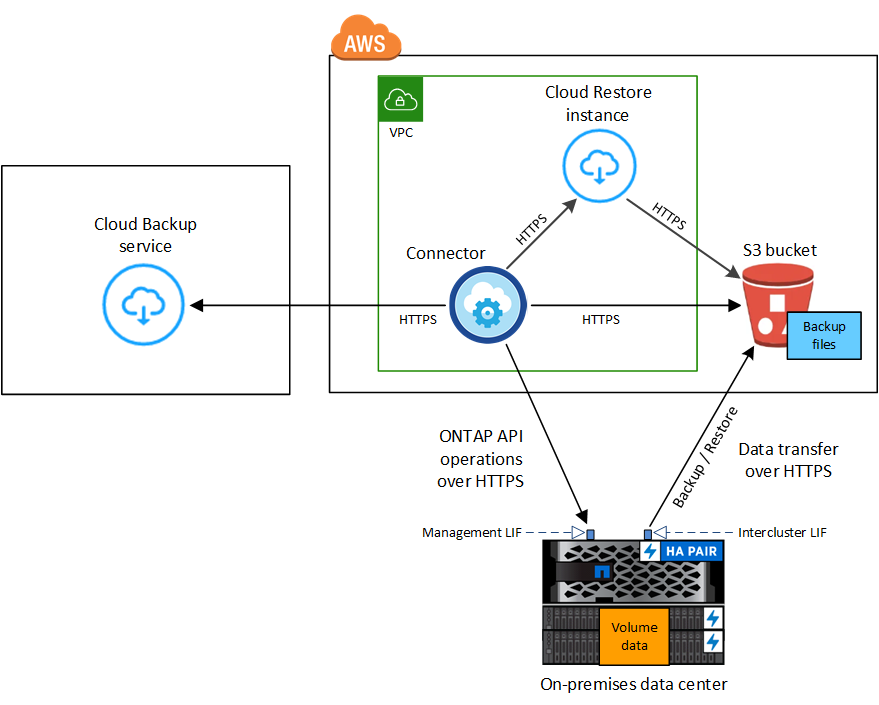 AWS
Cloud Restore
instance
VPC
HTTPS
HTTPS
Cloud Backup
service
Connector
S3 bucket
HTTPS
HTTPS
Backup
files
ONTAP API
operations
over HTTPS
Backup / Restore
Data transfer
over HTTPS
Management LIF
Intercluster LIF
HA PAIR
Volume
data
On-premises data center